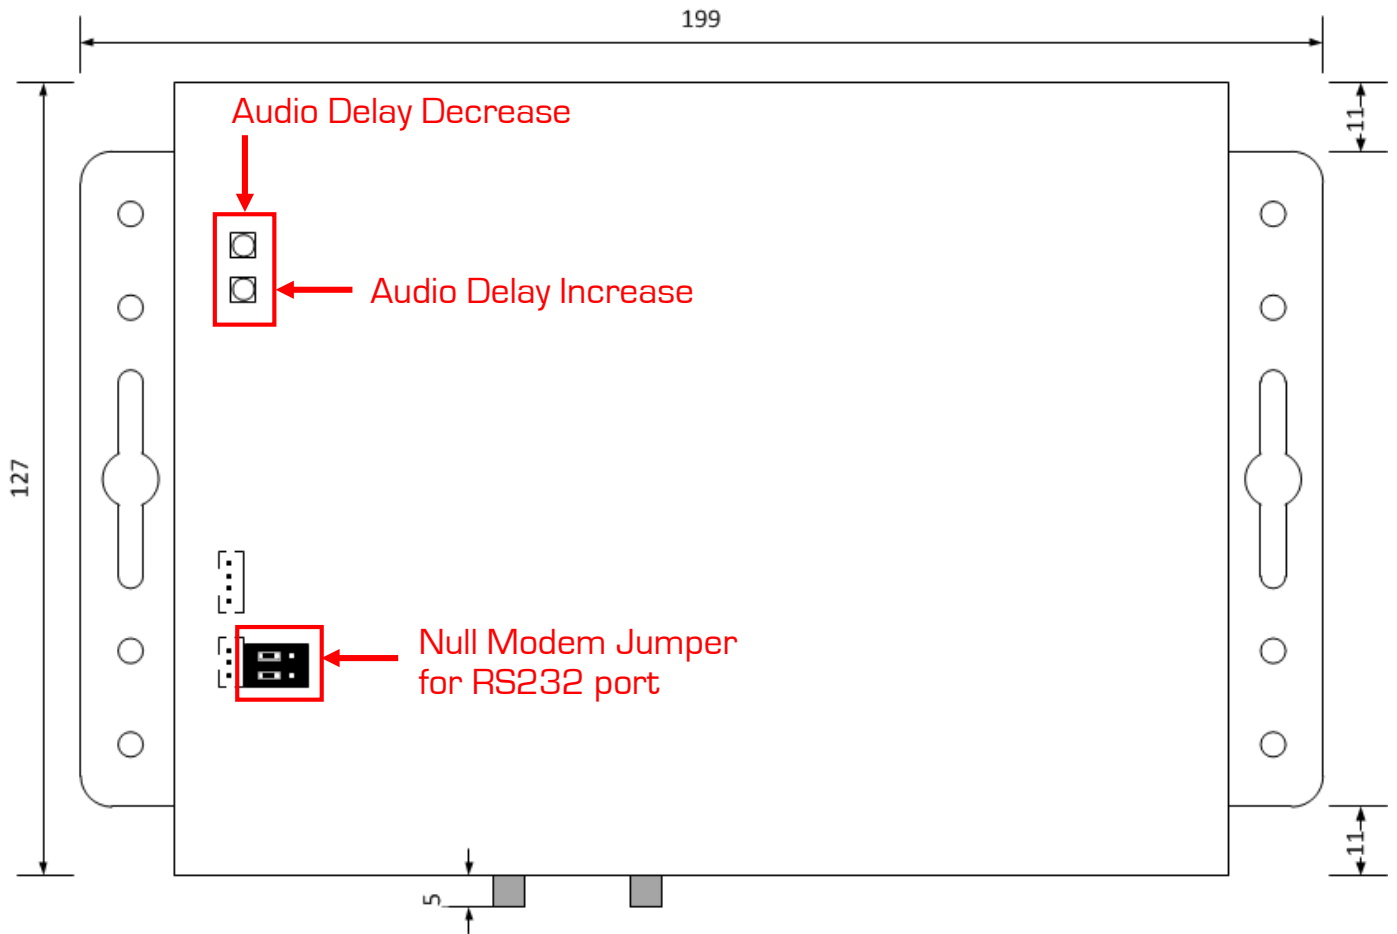 199
Audio Delay Decrease
11
Audio Delay Increase
127
Null Modem Jumper
for RS232 port
11
5